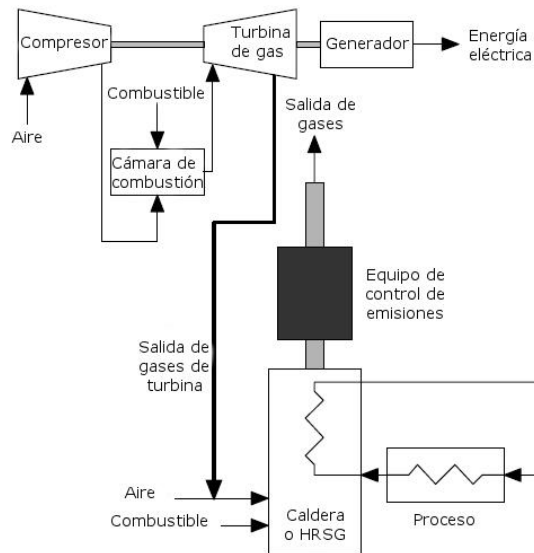 Compresor
Turbina
de gas
Generador
Energía
eléctrica
Aire
Combustible
Cámara de
combustión
Salida de
gases
Equipo de
control de
emisiones
Salida de
gases de
turbina
Aire
Combustible
Caldera
o HRSG
Proceso